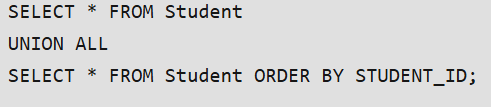 SELECT * FROM Student
UNION ALL
SELECT * FROM Student ORDER BY STUDENT_ID;